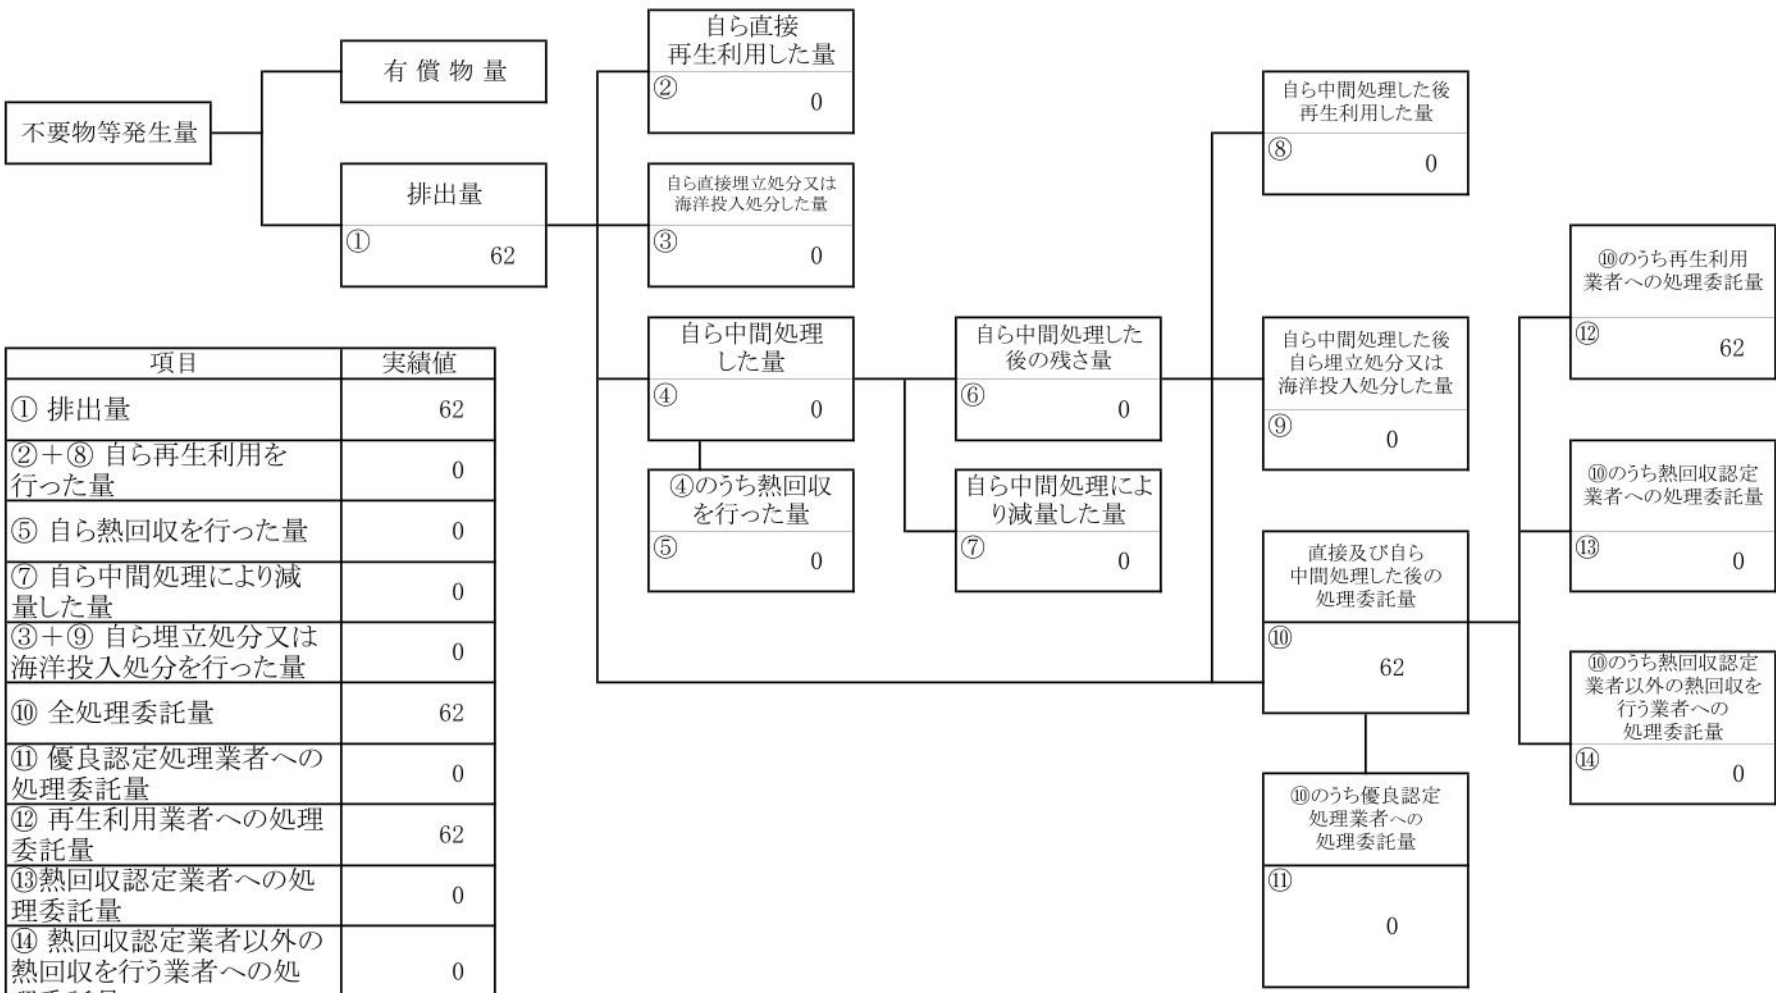 不要物等発生量
有 償 物 量
排出量
①
62
自ら直接
再生利用した量
②
0
自ら直接埋立処分又は
海洋投入処分した量
③
0
自ら中間処理
した量
④
0
④のうち熱回収
を行った量
⑤
0
自ら中間処理した
後の残さ量
⑥
0
自ら中間処理によ
り減量した量
⑦
0
自ら中間処理した後
再生利用した量
⑧
0
自ら中間処理した後
自ら埋立処分又は
海洋投入処分した量
⑨
0
直接及び自ら
中間処理した後の
処理委託量
⑩
62
⑩のうち優良認定
処理業者への
処理委託量
⑪
0
⑩のうち再生利用
業者への処理委託量
⑫
62
⑩のうち熱回収認定
業者への処理委託量
⑬
0
⑩のうち熱回収認定
業者以外の熱回収を
行う業者への
処理委託量
⑭
0
項目 実績値
① 排出量 62
②+⑧ 自ら再生利用を
行った量 0
⑤ 自ら熱回収を行った量 0
⑦ 自ら中間処理により減
量した量 0
③+⑨ 自ら埋立処分又は
海洋投入処分を行った量 0
⑩ 全処理委託量 62
⑪ 優良認定処理業者への
処理委託量 0
⑫ 再生利用業者への処理
委託量 62
⑬熱回収認定業者への処
理委託量 0
⑭ 熱回収認定業者以外の
熱回収を行う業者への処 0